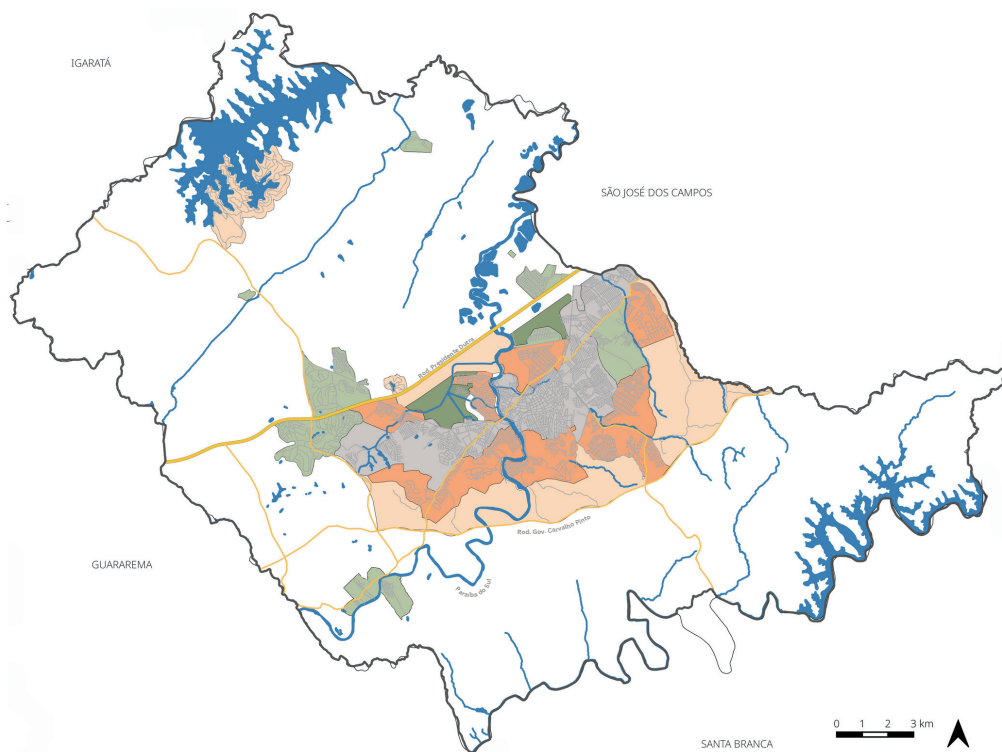 IGARATÁ
SÃO JOSÉ DOS CAMPOS
Rod. Presidente Dutra
Rod. Gov. Carvalho Pinto
GUARAREMA
Paraíba do Sul
0 1 2 3 km
SANTA BRANCA